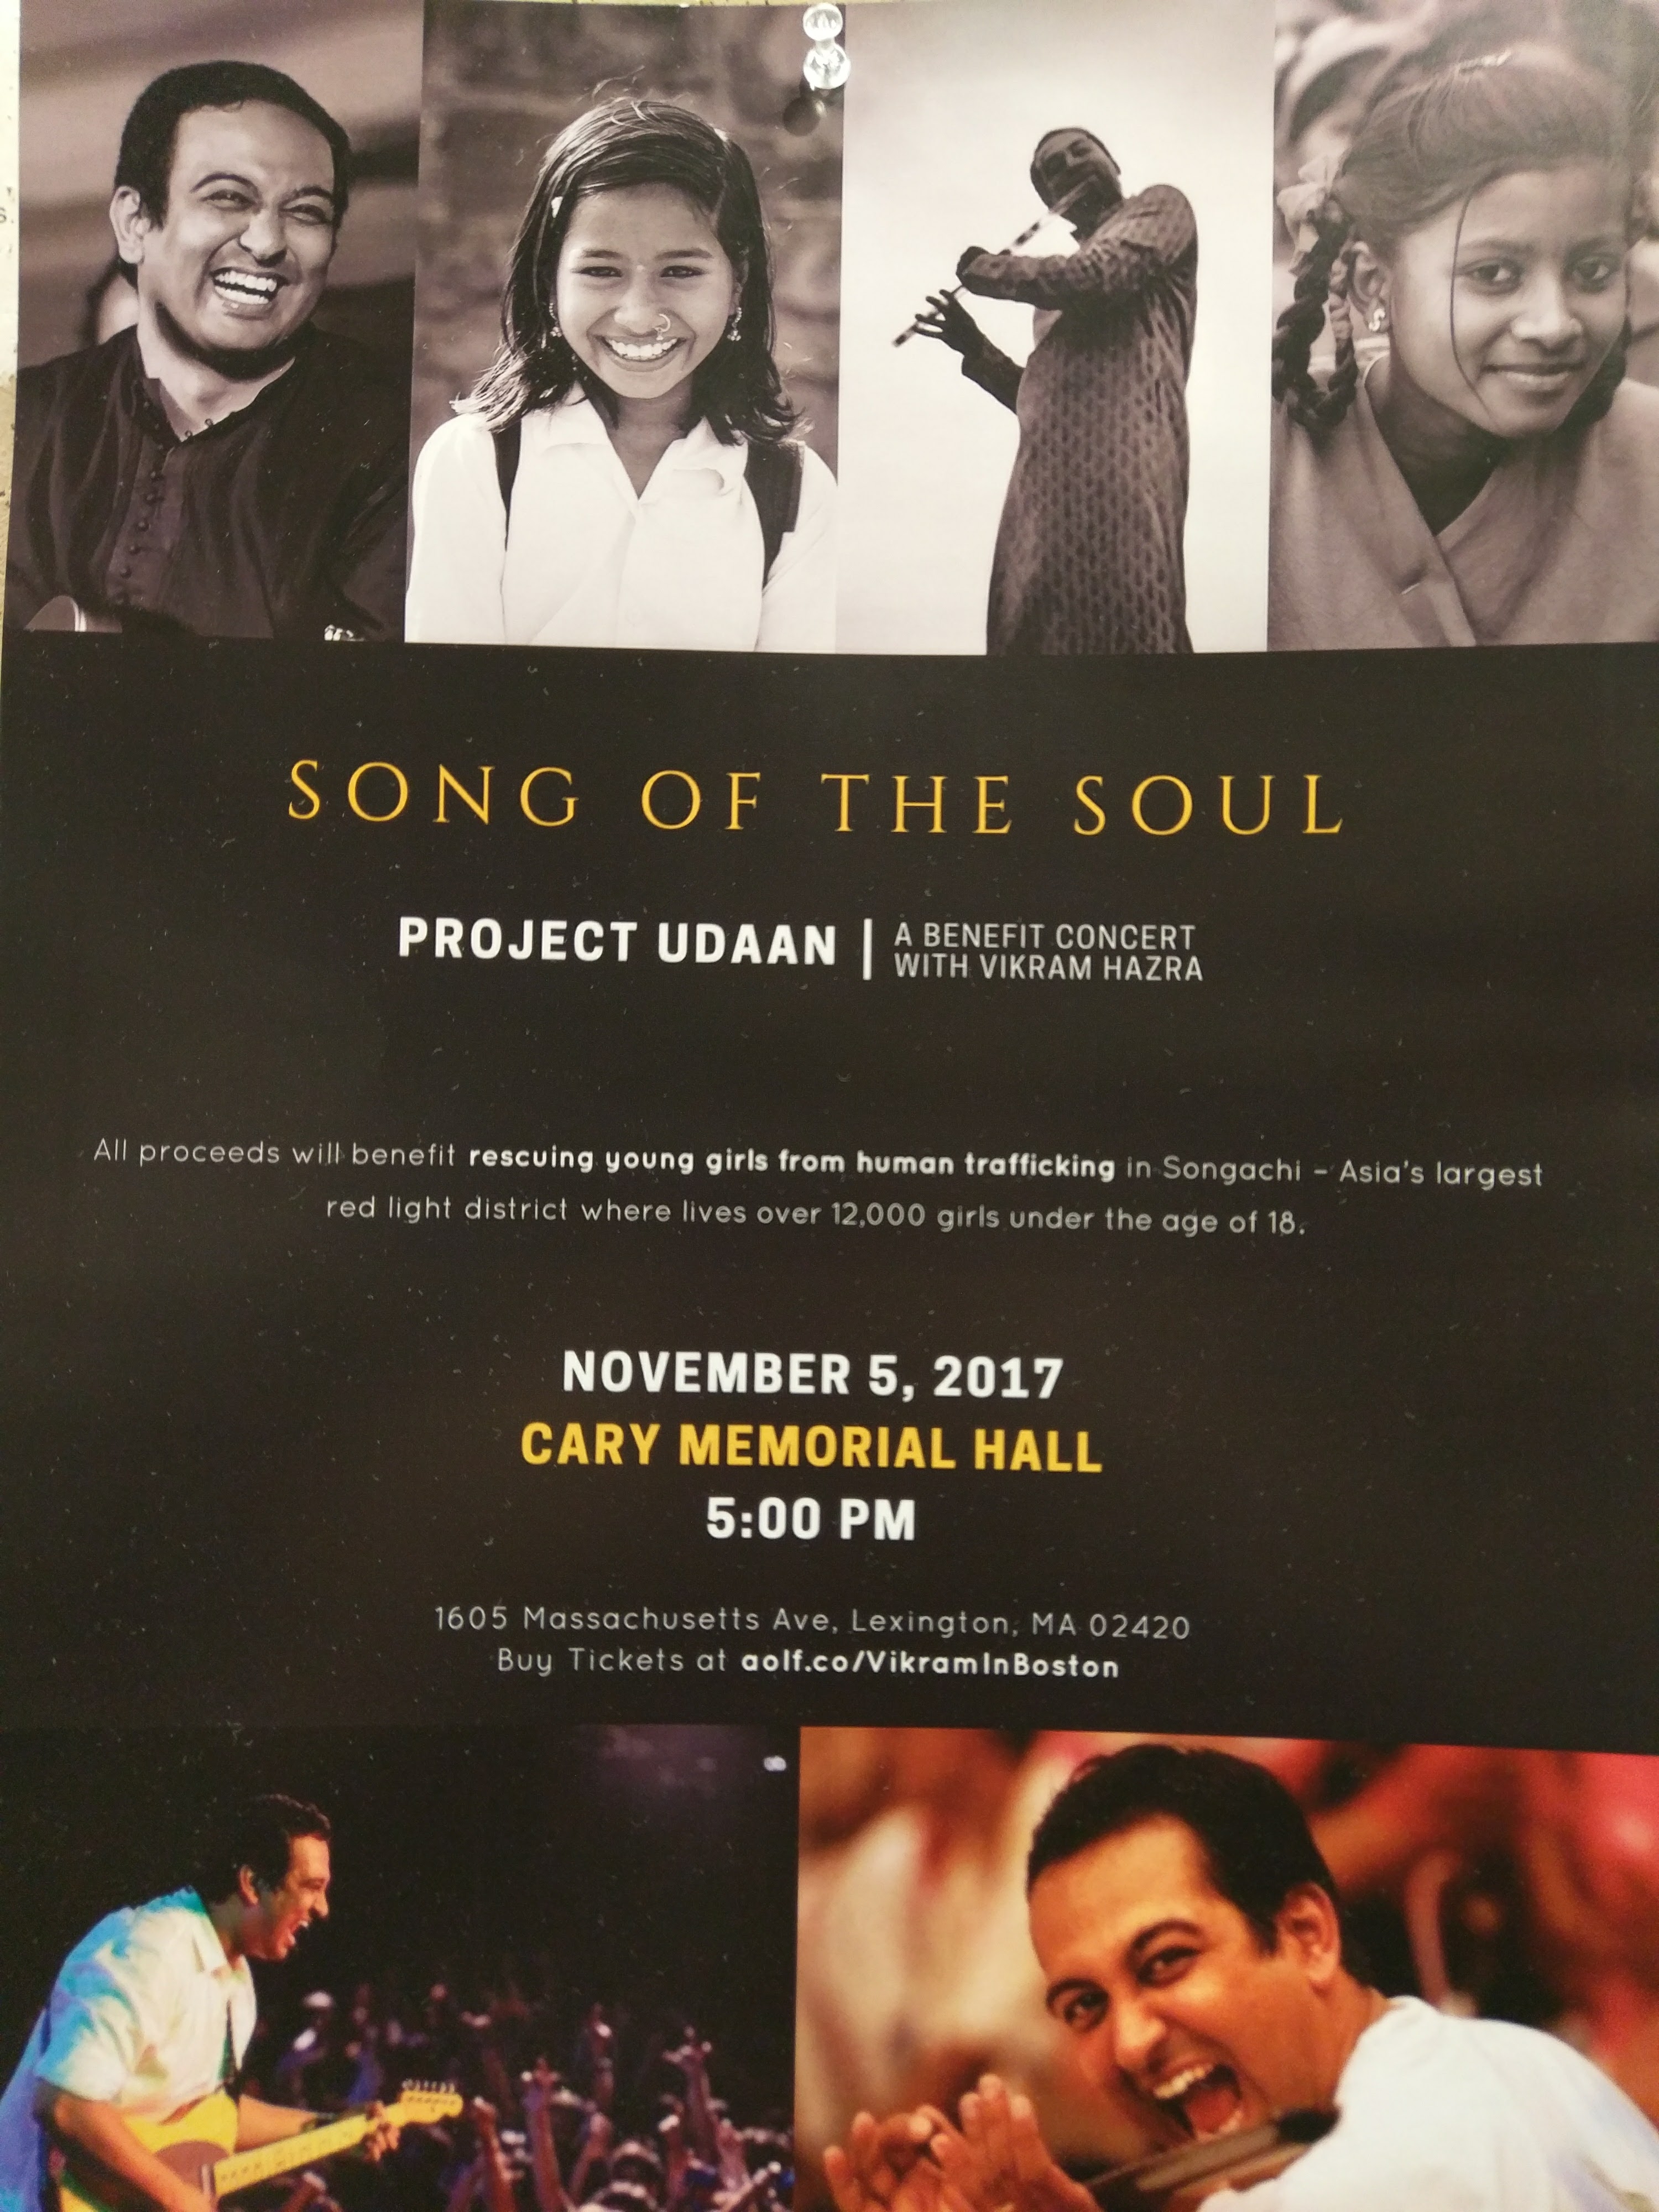 SONG OF THE SOUL
PROJECT UDAAN
A BENEFIT CONCERT
WITH VIKRAM HAZRA
All proceeds will benefit rescuing young girls from human trafficking in Songachi – Asia's largest
red light district where lives over 12,000 girls under the age of 18.
NOVEMBER 5, 2017
CARY MEMORIAL HALL
5:00 PM
1605 Massachusetts Ave, Lexington, MA 02420
Buy Tickets at aolf.co/VikramInBoston